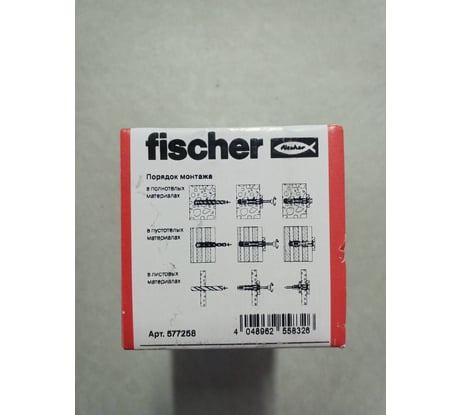 fischer
fischer
Порядок монтажа
в полнотелых
материалах
в пустотелых
материалах
в листовых
материалах
Арт. 577258
4 048962 558326